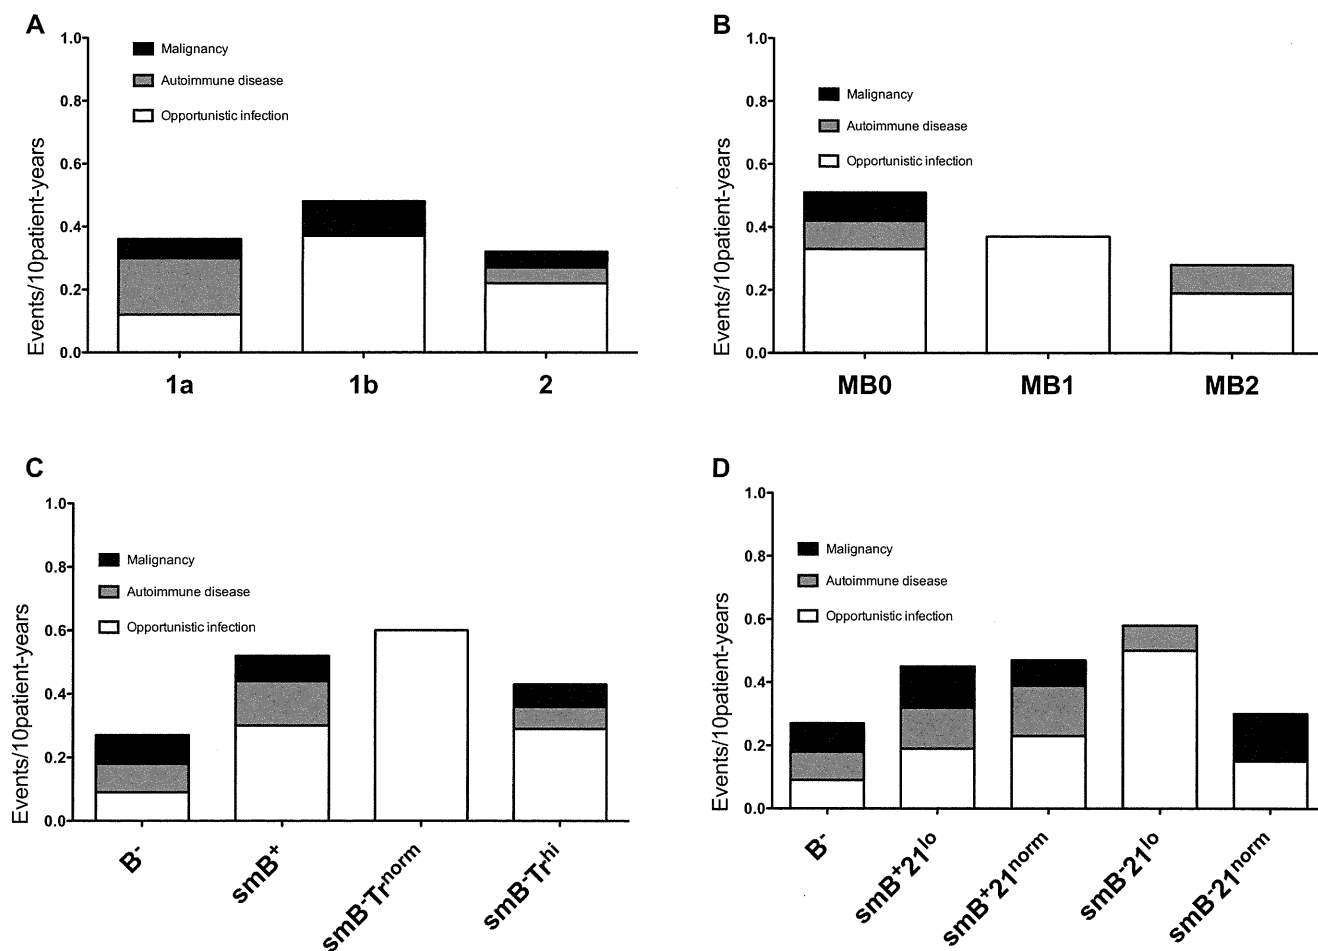 A
1.0
0.8
0.6
0.4
0.2
0.0
Events/10patient-years
Malignancy
Autoimmune disease
Opportunistic infection
1a
1b
2
B
1.0
0.8
0.6
0.4
0.2
0.0
Events/10patient-years
Malignancy
Autoimmune disease
Opportunistic infection
MB0
MB1
MB2
C
1.0
0.8
0.6
0.4
0.2
0.0
Events/10patient-years
Malignancy
Autoimmune disease
Opportunistic infection
B⁻
smB⁺
smB⁻Trⁿᵒʳᵐ
smB⁻Trʰⁱ
D
1.0
0.8
0.6
0.4
0.2
0.0
Events/10patient-years
Malignancy
Autoimmune disease
Opportunistic infection
B⁻
smB⁺21ˡᵒ
smB⁺21ⁿᵒʳᵐ
smB⁻21ˡᵒ
smB⁻21ⁿᵒʳᵐ